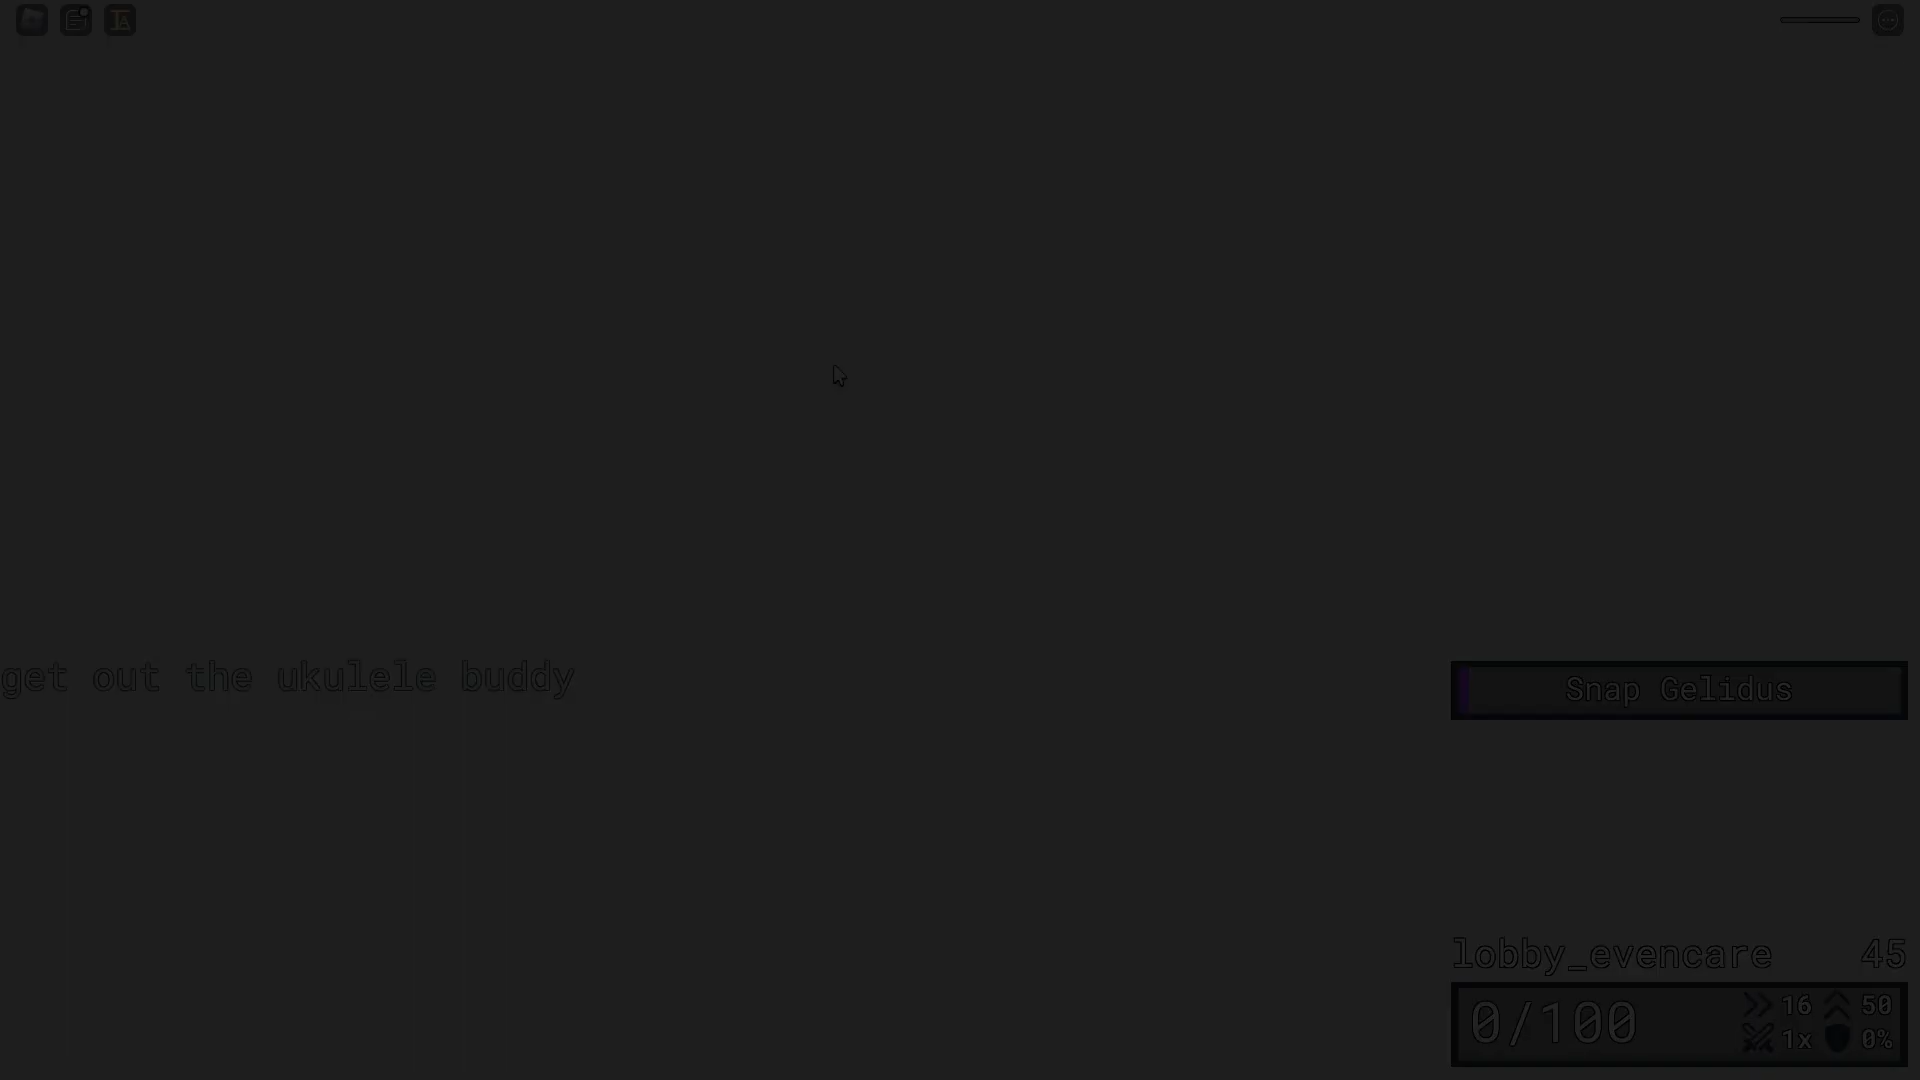 get out the ukulele buddy
Snap Gelidus
lobby_evencare 45
0/100
16 50
1x 0%